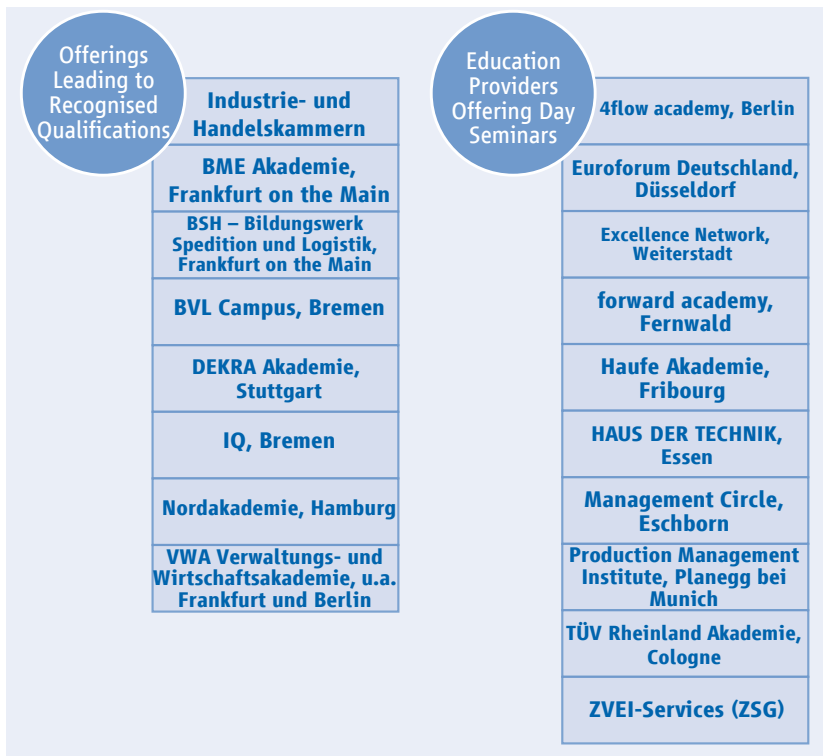 Offerings
Leading to
Recognised
Qualifications
Industrie- und
Handelskammern
BME Akademie,
Frankfurt on the Main
BSH – Bildungswerk
Spedition und Logistik,
Frankfurt on the Main
BVL Campus, Bremen
DEKRA Akademie,
Stuttgart
IQ, Bremen
Nordakademie, Hamburg
VWA Verwaltungs- und
Wirtschaftsakademie, u.a.
Frankfurt und Berlin
Education
Providers
Offering Day
Seminars
4flow academy, Berlin
Euroforum Deutschland,
Düsseldorf
Excellence Network,
Weiterstadt
forward academy,
Fernwald
Haufe Akademie,
Fribourg
HAUS DER TECHNIK,
Essen
Management Circle,
Eschborn
Production Management
Institute, Planegg bei
Munich
TÜV Rheinland Akademie,
Cologne
ZVEI-Services (ZSG)